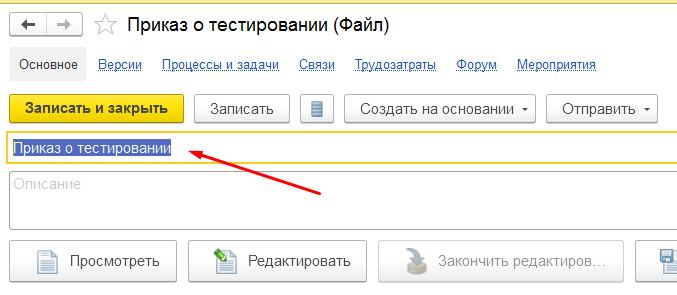 Приказ о тестировании (Файл)
Основное Версии Процессы и задачи Связи Трудозатраты Форум Мероприятия
Записать и закрыть Записать Создать на основании Отправить
Приказ о тестировании
Описание
Просмотреть Редактировать Закончить редактиров...